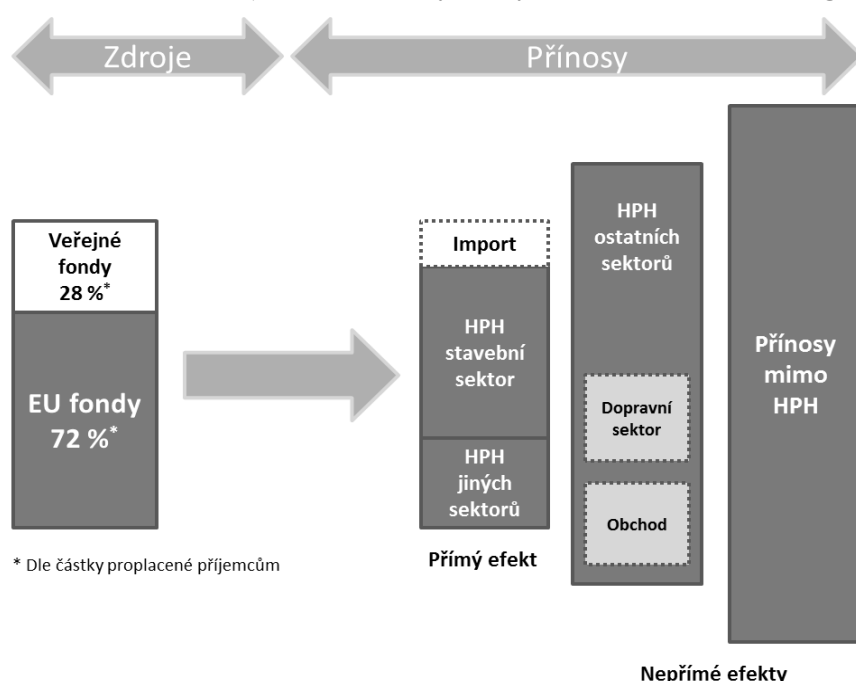 Zdroje
Přínosy
Veřejné
fondy
28 %*
EU fondy
72 %*
* Dle částky proplacené příjemcům
Import
HPH
stavební
sektor
HPH
jiných
sektorů
Přímý efekt
HPH
ostatních
sektorů
Dopravní
sektor
Obchod
Přínosy
mimo
HPH
Nepřímé efekty